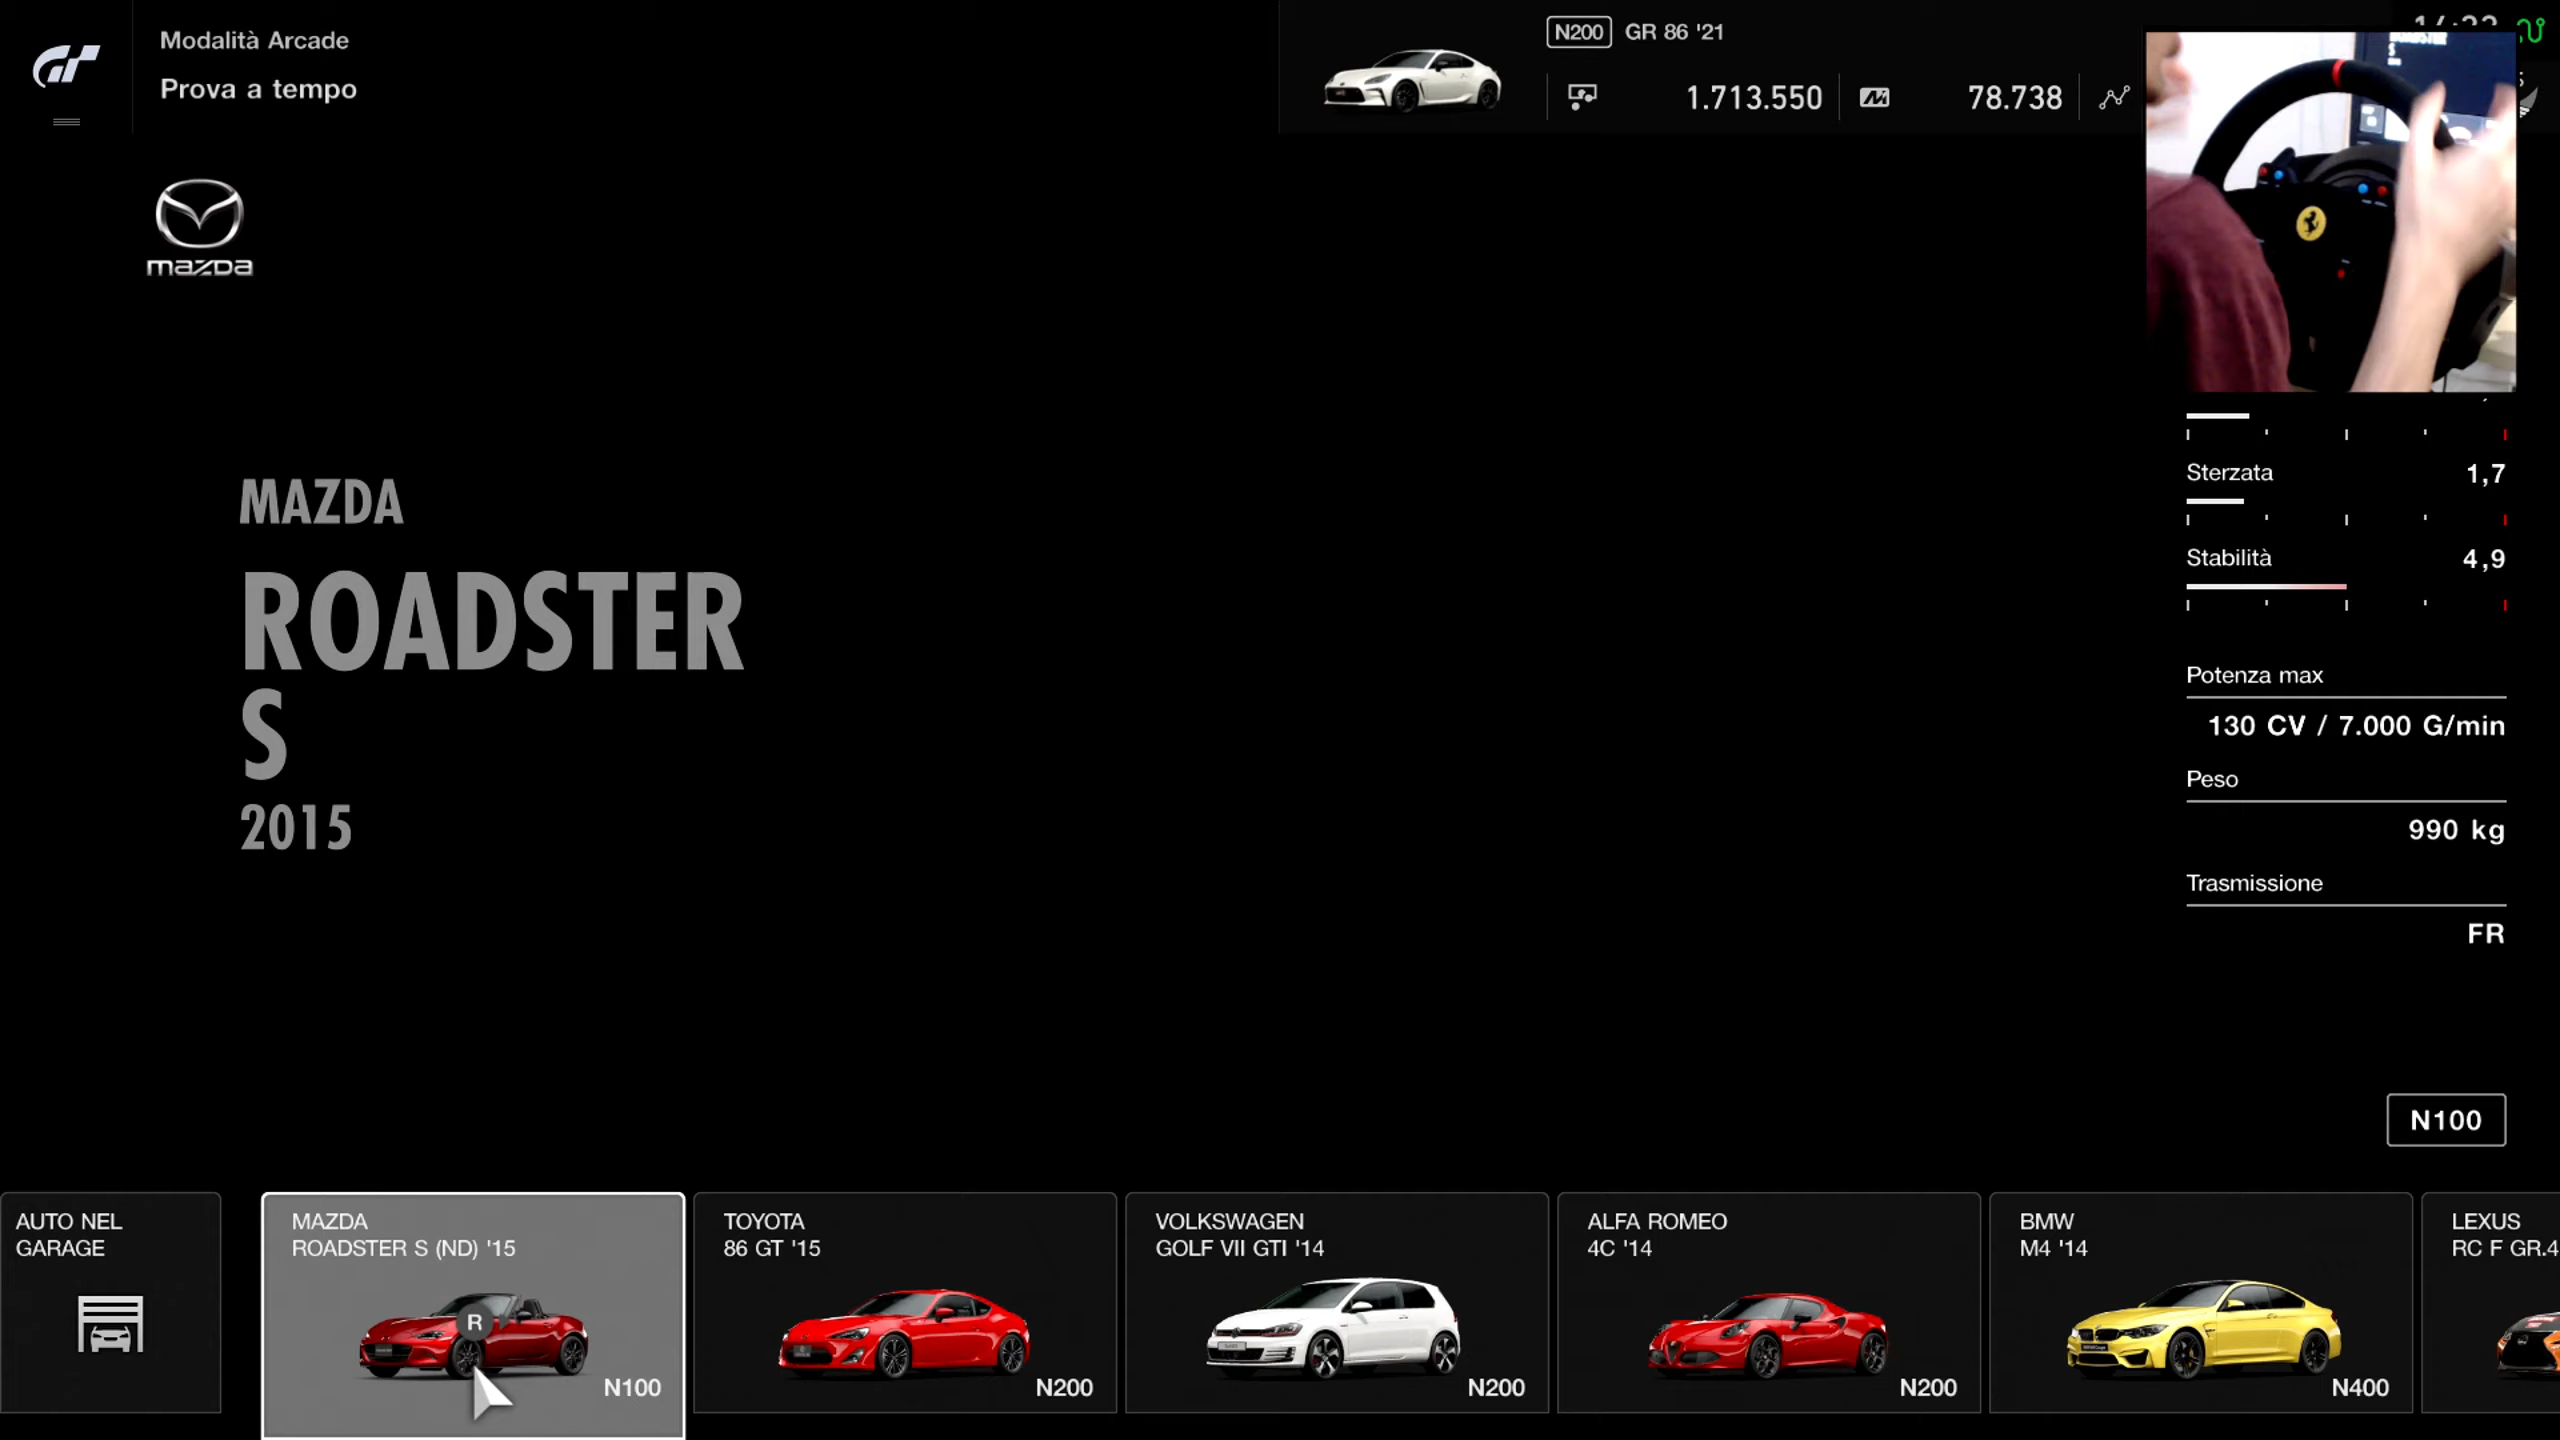 Modalità Arcade
Prova a tempo
N200 GR 86 '21
1.713.550
78.738
mazda
MAZDA
ROADSTER
S
2015
Sterzata 1,7
Stabilità 4,9
Potenza max
130 CV / 7.000 G/min
Peso
990 kg
Trasmissione
FR
N100
AUTO NEL
GARAGE
MAZDA
ROADSTER S (ND) '15
R
N100
TOYOTA
86 GT '15
N200
VOLKSWAGEN
GOLF VII GTI '14
N200
ALFA ROMEO
4C '14
N200
BMW
M4 '14
N400
LEXUS
RC F GR.4